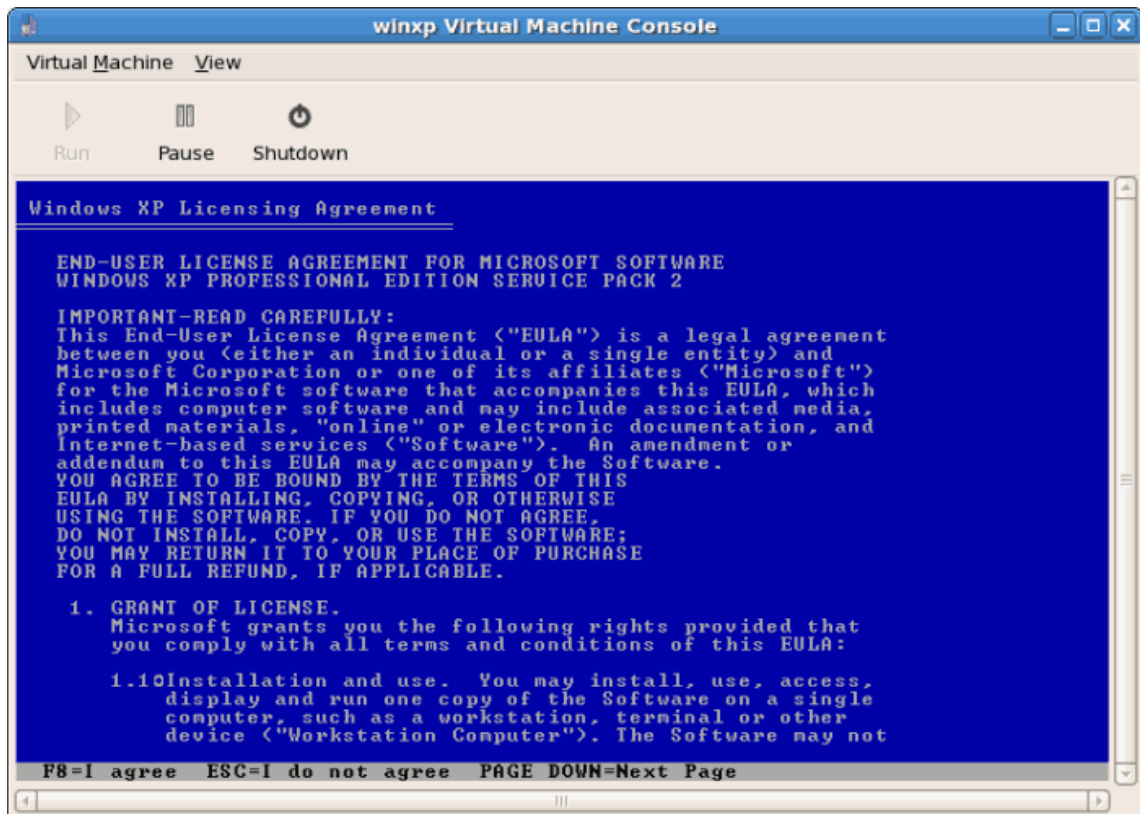 winxp Virtual Machine Console
Virtual Machine View
Run Pause Shutdown
Windows XP Licensing Agreement
END-USER LICENSE AGREEMENT FOR MICROSOFT SOFTWARE
WINDOWS XP PROFESSIONAL EDITION SERVICE PACK 2
IMPORTANT-READ CAREFULLY:
This End-User License Agreement ("EULA") is a legal agreement
between you (either an individual or a single entity) and
Microsoft Corporation or one of its affiliates ("Microsoft")
for the Microsoft software that accompanies this EULA, which
includes computer software and may include associated media,
printed materials, "online" or electronic documentation, and
Internet-based services ("Software").  An amendment or
addendum to this EULA may accompany the Software.
YOU AGREE TO BE BOUND BY THE TERMS OF THIS
EULA BY INSTALLING, COPYING, OR OTHERWISE
USING THE SOFTWARE. IF YOU DO NOT AGREE,
DO NOT INSTALL, COPY, OR USE THE SOFTWARE;
YOU MAY RETURN IT TO YOUR PLACE OF PURCHASE
FOR A FULL REFUND, IF APPLICABLE.
1. GRANT OF LICENSE.
Microsoft grants you the following rights provided that
you comply with all terms and conditions of this EULA:
1.1◘Installation and use.  You may install, use, access,
display and run one copy of the Software on a single
computer, such as a workstation, terminal or other
device ("Workstation Computer"). The Software may not
F8=I agree  ESC=I do not agree  PAGE DOWN=Next Page